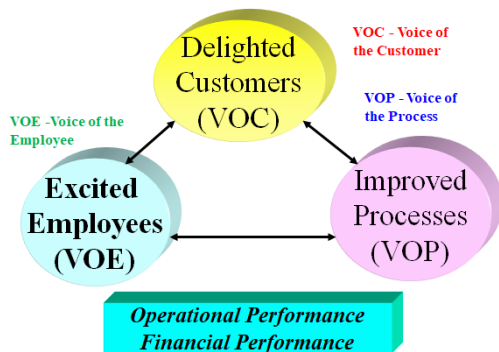 Delighted
Customers
(VOC)
VOC - Voice of
the Customer
VOP - Voice of
the Process
VOE -Voice of the
Employee
Excited
Employees
(VOE)
Improved
Processes
(VOP)
Operational Performance
Financial Performance